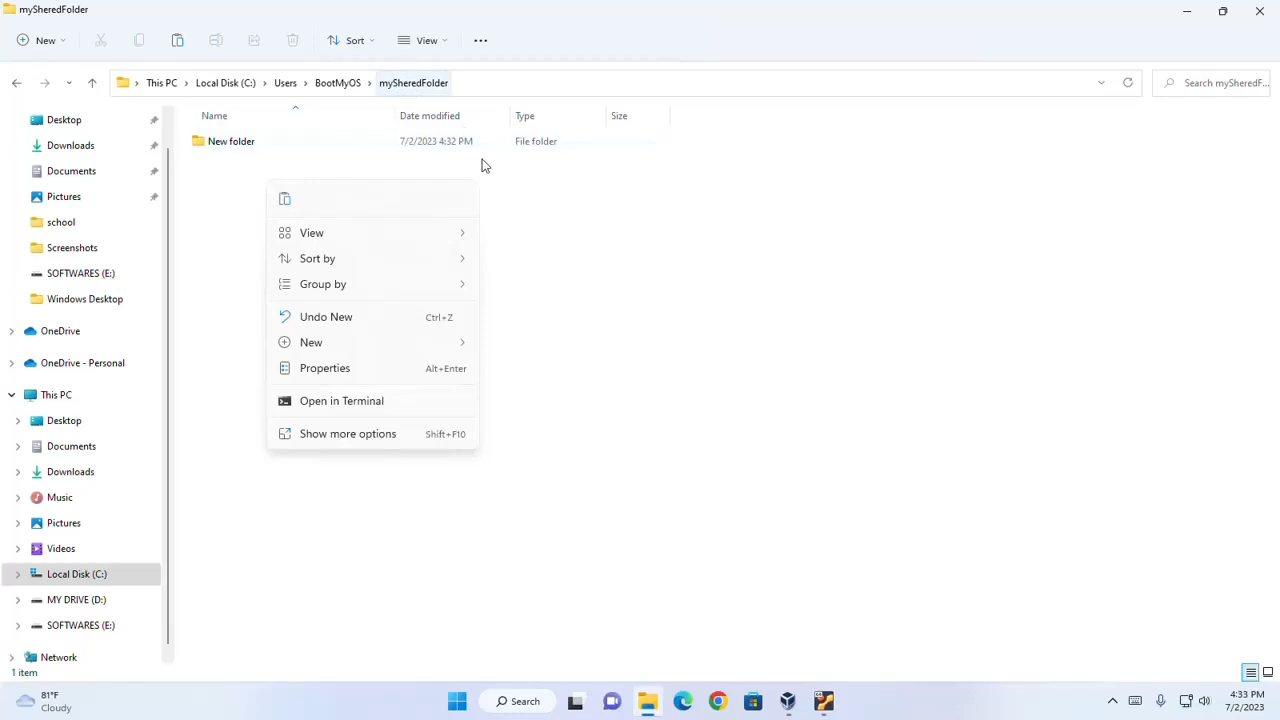 mySheredFolder
New
Sort
View
This PC
Local Disk (C:)
Users
BootMyOS
mySheredFolder
Search mySheredF...
Name
Date modified
Type
Size
New folder
7/2/2023 4:32 PM
File folder
Desktop
Downloads
Documents
Pictures
school
Screenshots
SOFTWARES (E:)
Windows Desktop
OneDrive
OneDrive - Personal
This PC
Desktop
Documents
Downloads
Music
Pictures
Videos
Local Disk (C:)
MY DRIVE (D:)
SOFTWARES (E:)
Network
View
Sort by
Group by
Undo New Ctrl+Z
New
Properties Alt+Enter
Open in Terminal
Show more options Shift+F10
1 item
81°F
Cloudy
Search
4:33 PM
7/2/2023